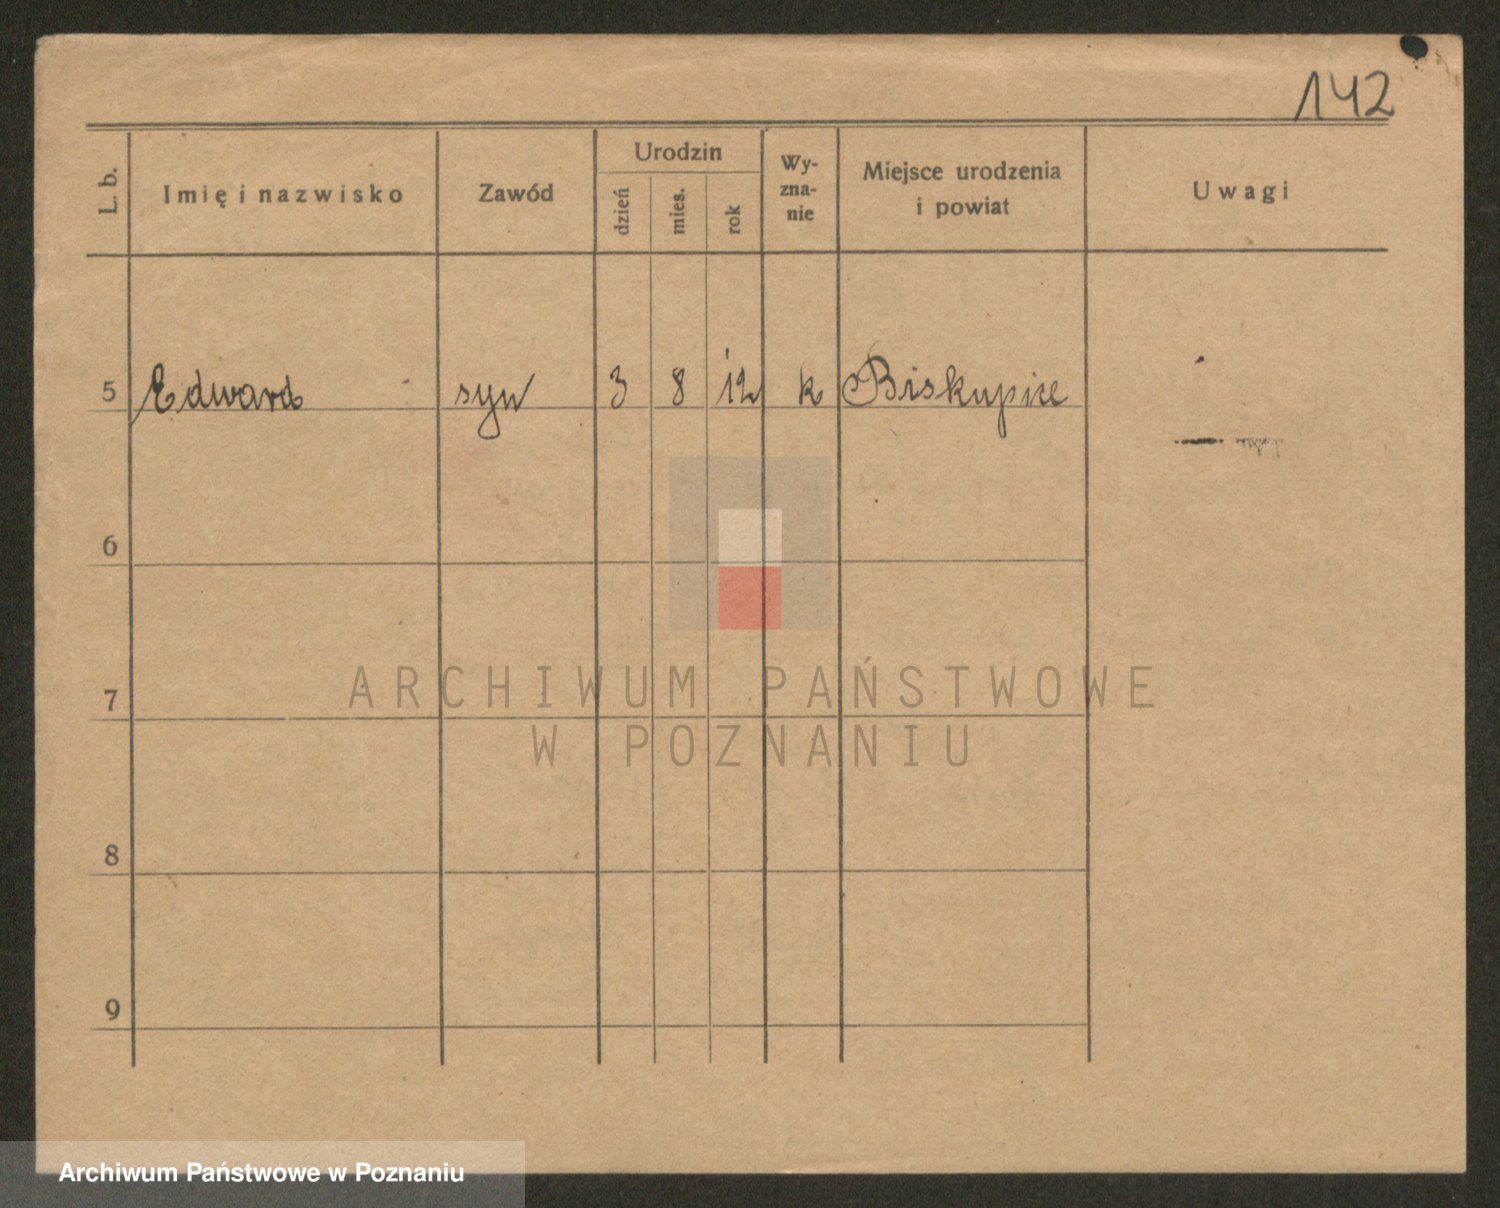 142
L. b. Imię i nazwisko Zawód Urodzin dzień mies. rok Wy-
zna-
nie Miejsce urodzenia
i powiat Uwagi
5 Edward syn 3 8 12 k Biskupice
6
7
8
9
ARCHIWUM PAŃSTWOWE
W POZNANIU
Archiwum Państwowe w Poznaniu